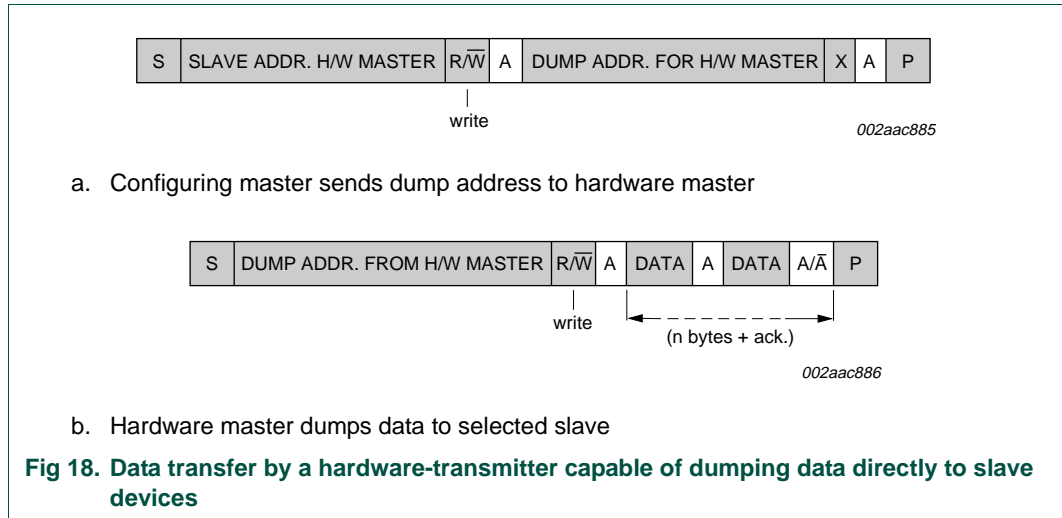 S SLAVE ADDR. H/W MASTER R/W̅ A DUMP ADDR. FOR H/W MASTER X A P
write
002aac885
a. Configuring master sends dump address to hardware master
S DUMP ADDR. FROM H/W MASTER R/W̅ A DATA A DATA A/A̅ P
write
(n bytes + ack.)
002aac886
b. Hardware master dumps data to selected slave
Fig 18. Data transfer by a hardware-transmitter capable of dumping data directly to slave
devices